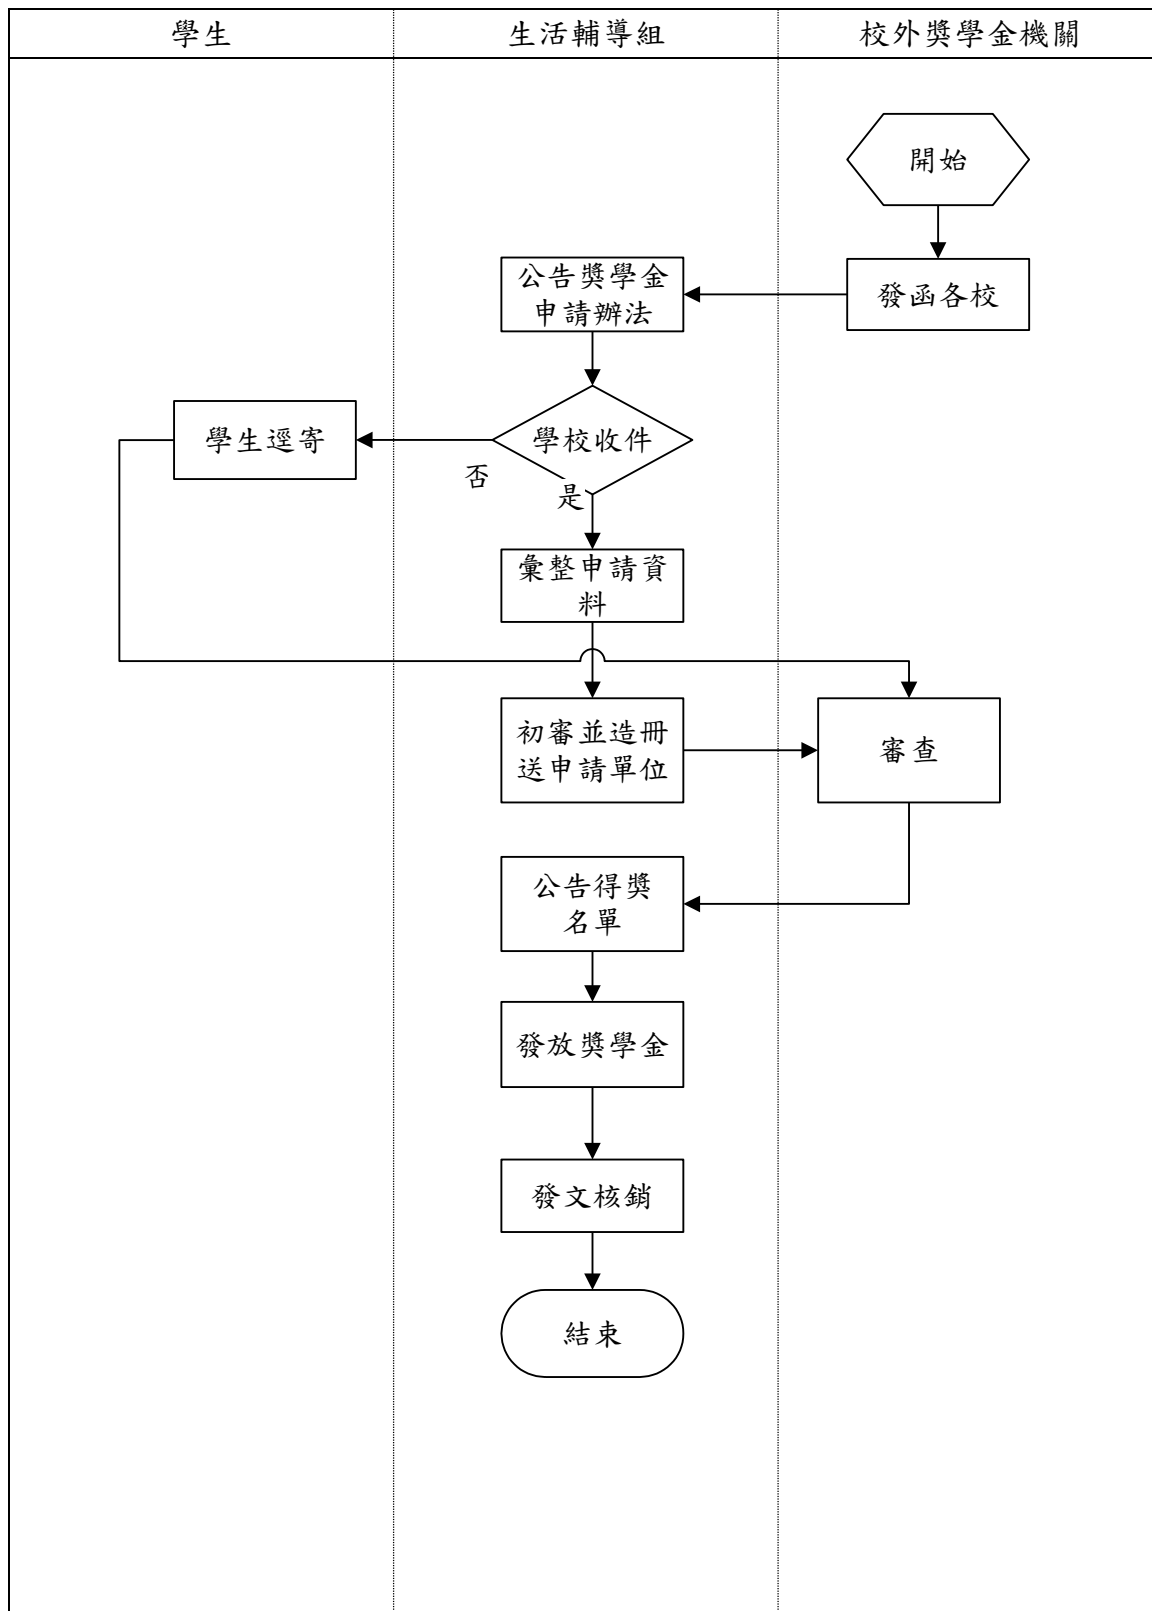 學生
生活輔導組
校外獎學金機關
開始
發函各校
公告獎學金
申請辦法
學校收件
學生逕寄
否
是
彙整申請資
料
初審並造冊
送申請單位
審查
公告得獎
名單
發放獎學金
發文核銷
結束